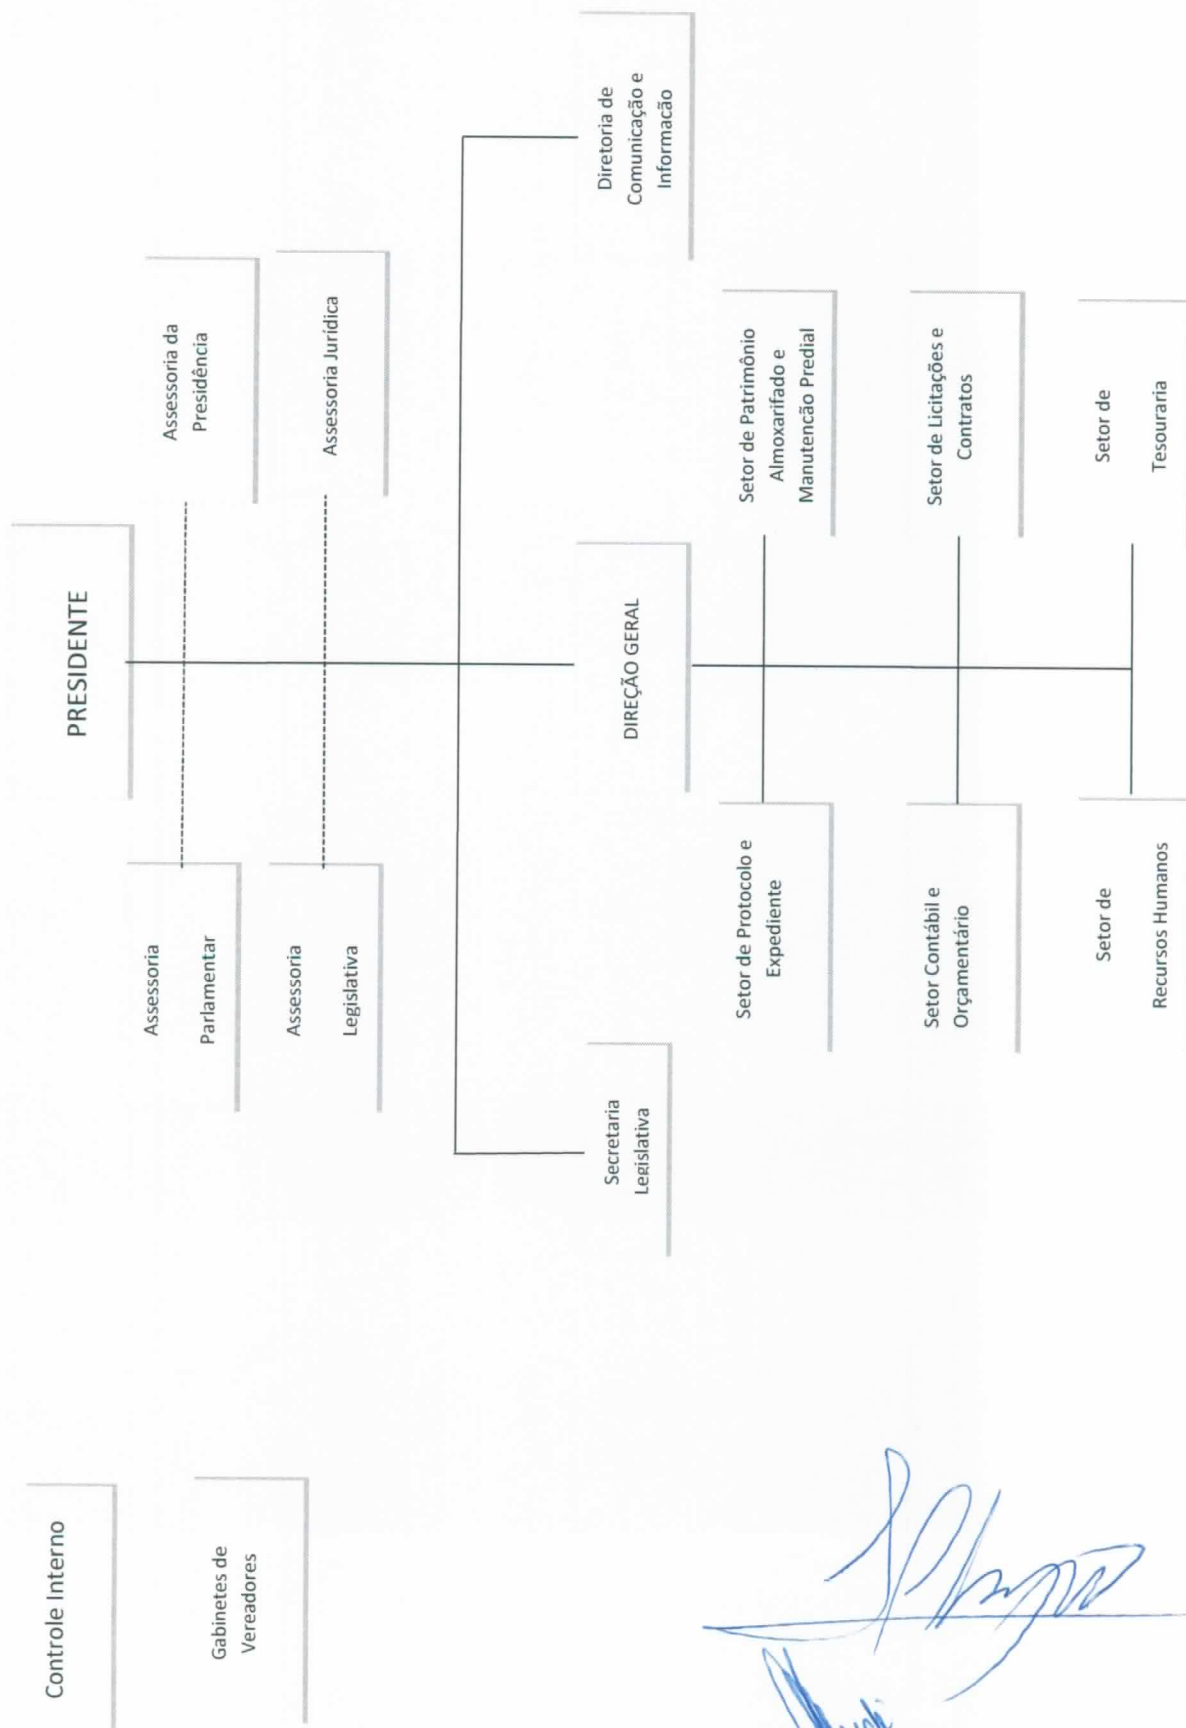 Controle Interno
Gabinetes de
Vereadores
PRESIDENTE
Assessoria
Parlamentar
Assessoria da
Presidência
Assessoria
Legislativa
Assessoria Jurídica
Secretaria
Legislativa
DIREÇÃO GERAL
Diretoria de
Comunicação e
Informacão
Setor de Protocolo e
Expediente
Setor de Patrimônio
Almoxarifado e
Manutencão Predial
Setor Contábil e
Orçamentário
Setor de Licitações e
Contratos
Setor de
Recursos Humanos
Setor de
Tesouraria